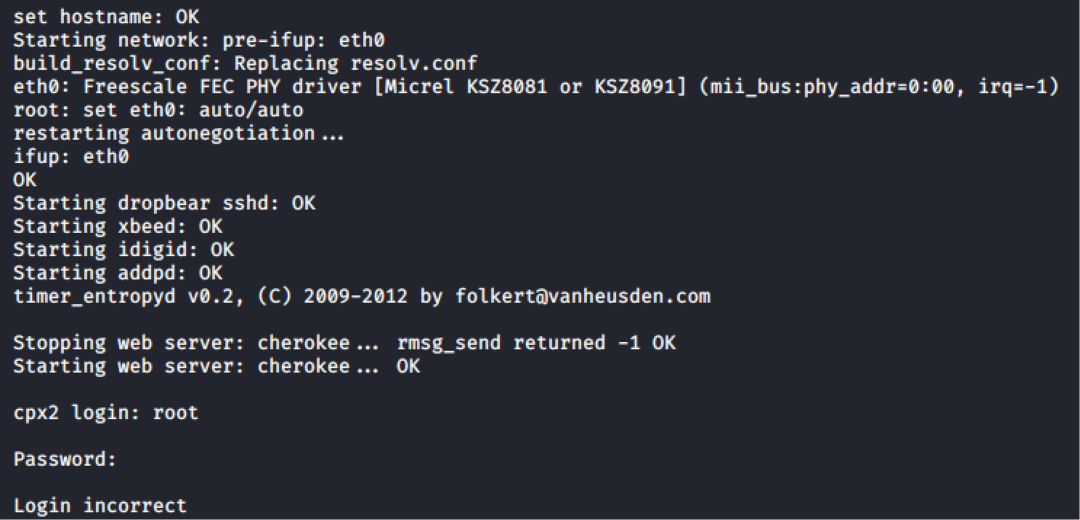 set hostname: OK
Starting network: pre-ifup: eth0
build_resolv_conf: Replacing resolv.conf
eth0: Freescale FEC PHY driver [Micrel KSZ8081 or KSZ8091] (mii_bus:phy_addr=0:00, irq=-1)
root: set eth0: auto/auto
restarting autonegotiation...
ifup: eth0
OK
Starting dropbear sshd: OK
Starting xbeed: OK
Starting idigid: OK
Starting addpd: OK
timer_entropyd v0.2, (C) 2009-2012 by folkert@vanheusden.com
Stopping web server: cherokee... rmsg_send returned -1 OK
Starting web server: cherokee... OK
cpx2 login: root
Password:
Login incorrect